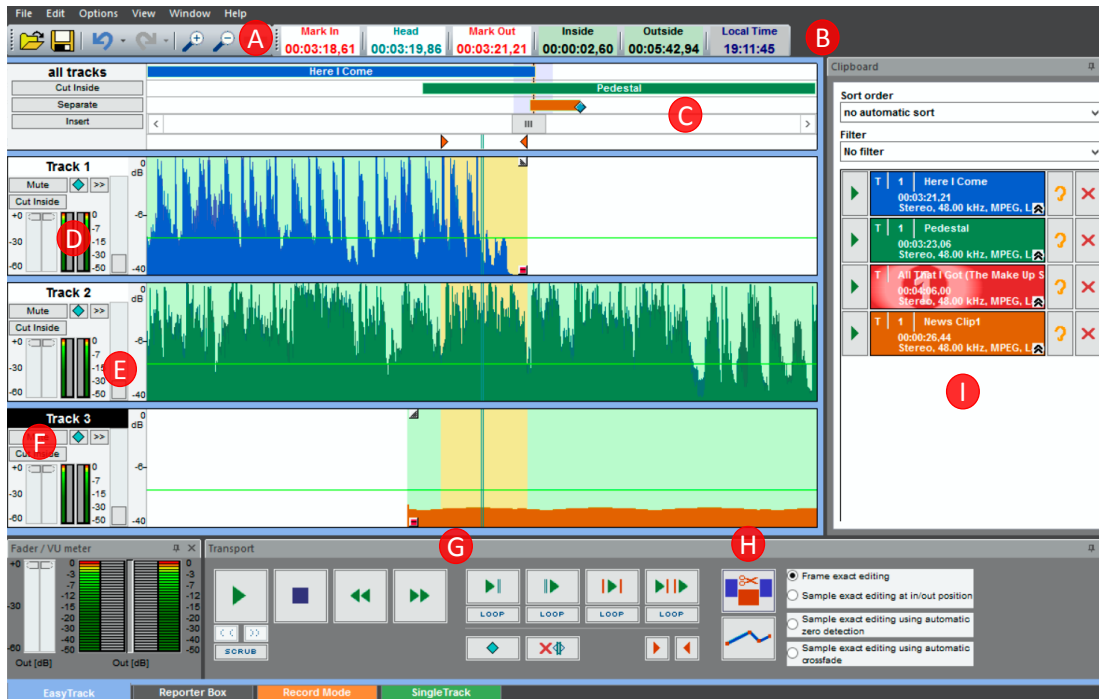 File Edit Options View Window Help
A
Mark In Head Mark Out Inside Outside Local Time
00:03:18,61 00:03:19,86 00:03:21,21 00:00:02,60 00:05:42,94 19:11:45
B
all tracks
Cut Inside
Separate
Insert
Here I Come
Pedestal
C
Track 1
Mute >>
Cut Inside
+0 0
-7
-30 -15
-30
-60 -50
D
0
dB
-6-
-40
Track 2
Mute >>
Cut Inside
+0 0
-7
-30 -15
-30
-60 -50
E
0
dB
-6-
-40
Track 3
>>
+0 0
-7
-30 -15
-30
-60 -50
F
0
dB
-6-
-40
Clipboard
Sort order
no automatic sort
Filter
No filter
T 1 Here I Come
00:03:21,21
Stereo, 48.00 kHz, MPEG, L
T 1 Pedestal
00:03:23,06
Stereo, 48.00 kHz, MPEG, L
T All That I Got (The Make Up S
00:04:06,00
Stereo, 48.00 kHz, MPEG, L
T 1 News Clip1
00:00:26,44
Stereo, 48.00 kHz, MPEG, L
I
Fader / VU meter
+0 0 0
-3 -3
-7 -7
-12 -12
-30 -15 -15
-20 -20
-30 -30
-40 -40
-60 -50 -50
Out [dB] Out [dB]
Transport
G
H
<< >>
SCRUB
LOOP LOOP LOOP LOOP
Frame exact editing
Sample exact editing at in/out position
Sample exact editing using automatic
zero detection
Sample exact editing using automatic
crossfade
EasyTrack Reporter Box Record Mode SingleTrack